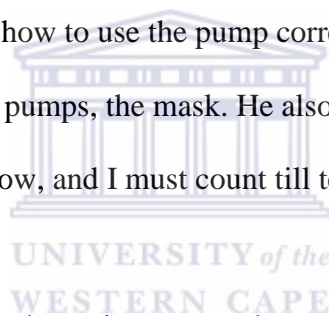 how to use the pump corre
pumps, the mask. He also
ow, and I must count till t
UNIVERSITY of the
WESTERN CAPE